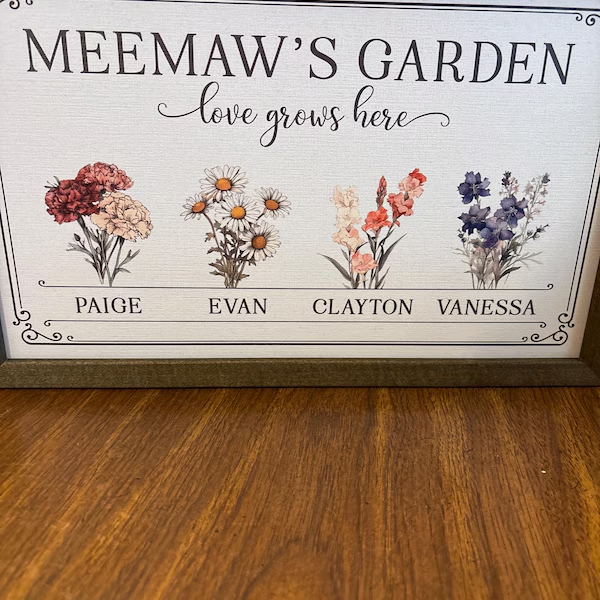 MEEMAW'S GARDEN
love grows here
PAIGE EVAN CLAYTON VANESSA